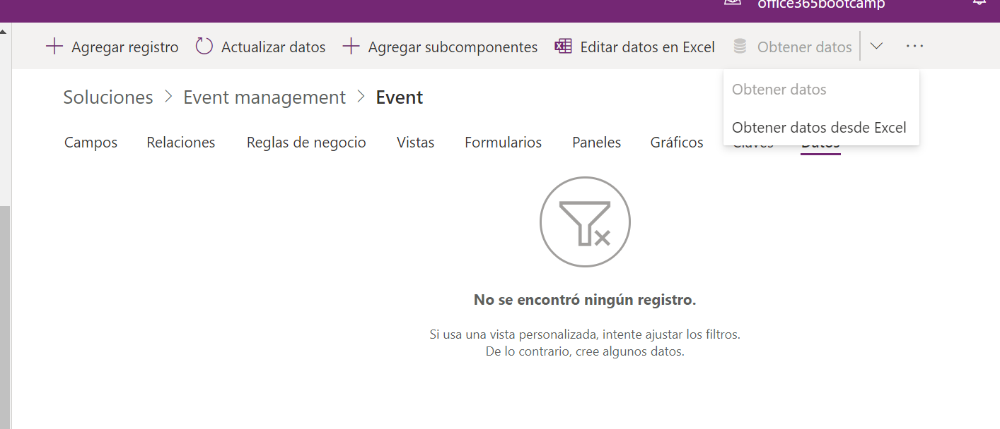 office365bootcamp
Agregar registro Actualizar datos Agregar subcomponentes Editar datos en Excel Obtener datos ...
Obtener datos
Soluciones > Event management > Event
Obtener datos desde Excel
Campos Relaciones Reglas de negocio Vistas Formularios Paneles Gráficos Claves Datos
No se encontró ningún registro.
Si usa una vista personalizada, intente ajustar los filtros.
De lo contrario, cree algunos datos.